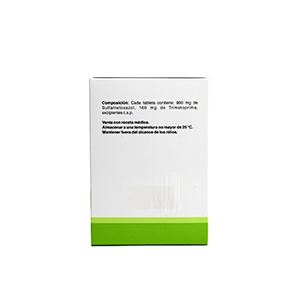 Composición: Cada tableta contiene: 800 mg de
Sulfametoxazol, 160 mg de Trimetoprima,
excipientes c.s.p.
Venta con receta médica.
Almacenar a una temperatura no mayor de 25 °C.
Mantener fuera del alcance de los niños.